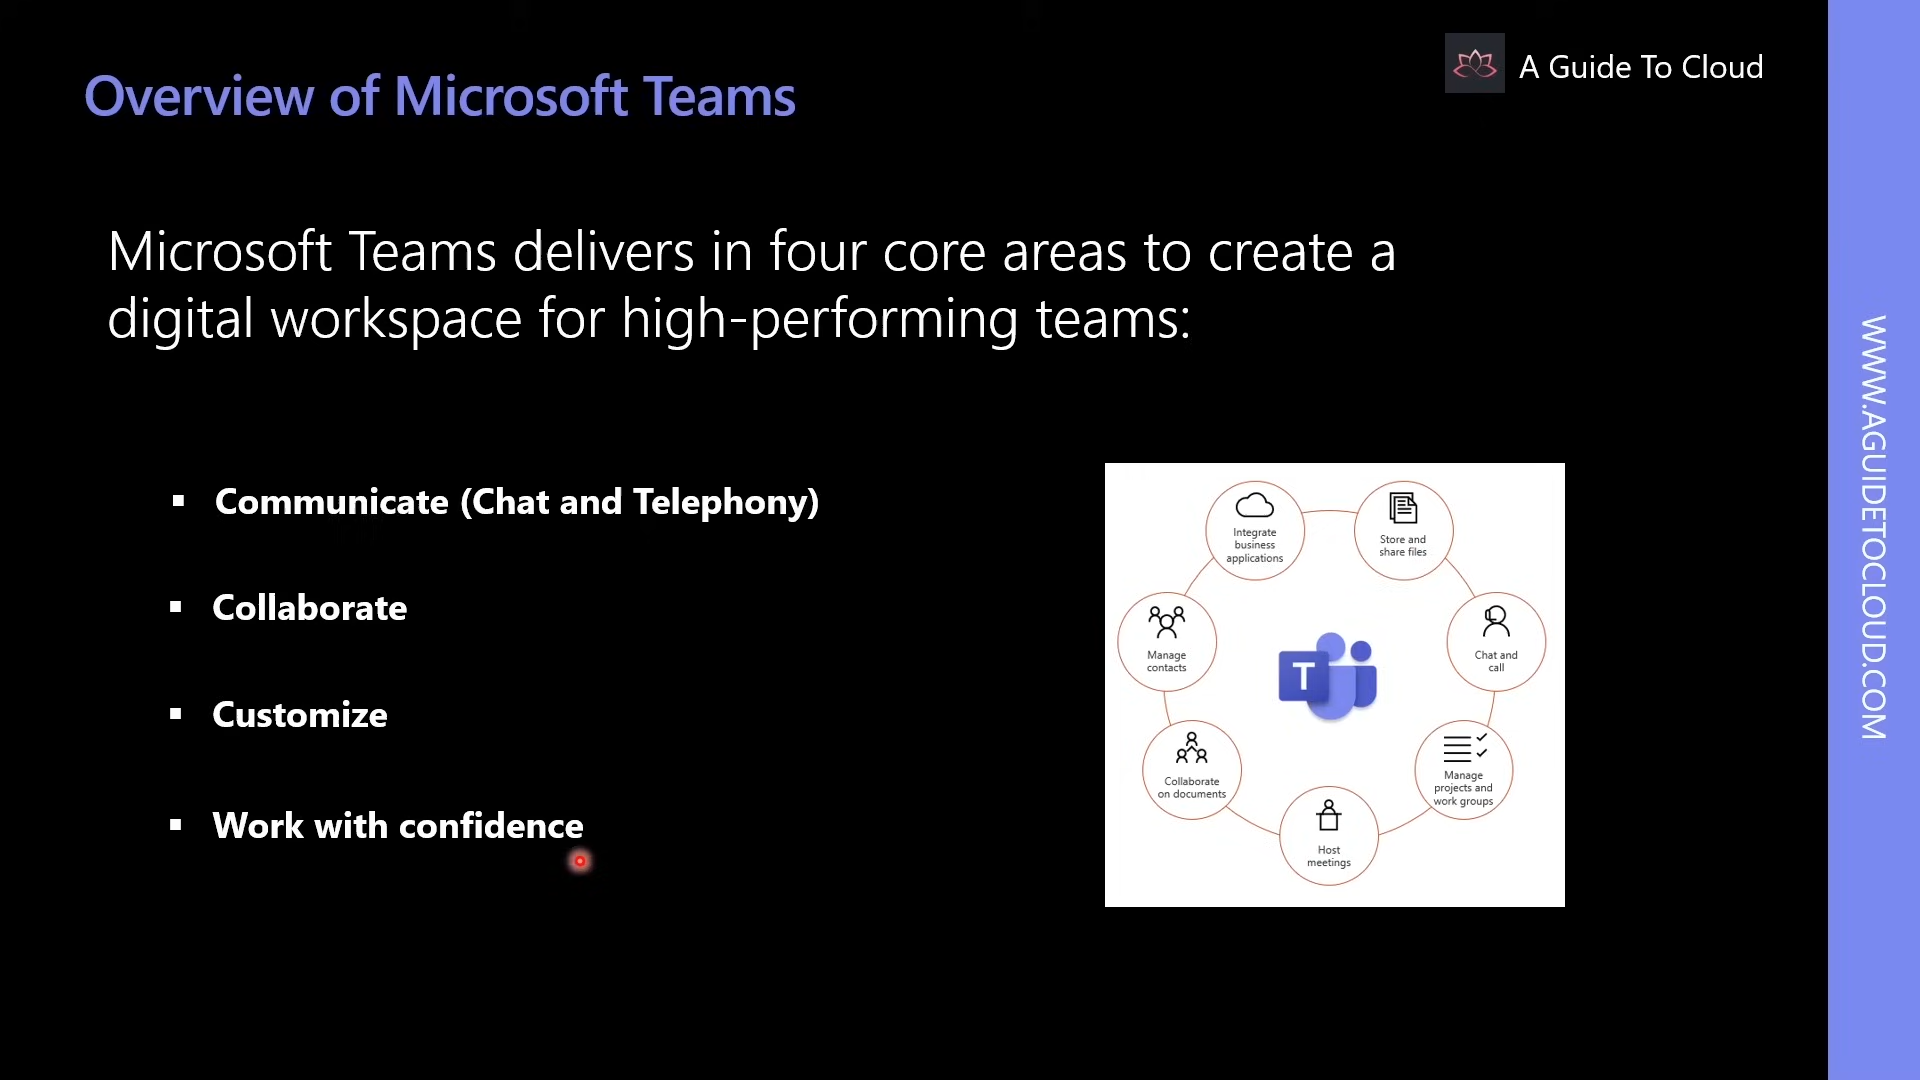 Overview of Microsoft Teams
A Guide To Cloud
Microsoft Teams delivers in four core areas to create a
digital workspace for high-performing teams:
▪ Communicate (Chat and Telephony)
▪ Collaborate
▪ Customize
▪ Work with confidence
Integrate
business
applications
Store and
share files
Manage
contacts
Chat and
call
T
Collaborate
on documents
Manage
projects and
work groups
Host
meetings
WWW.AGUIDETOCLOUD.COM